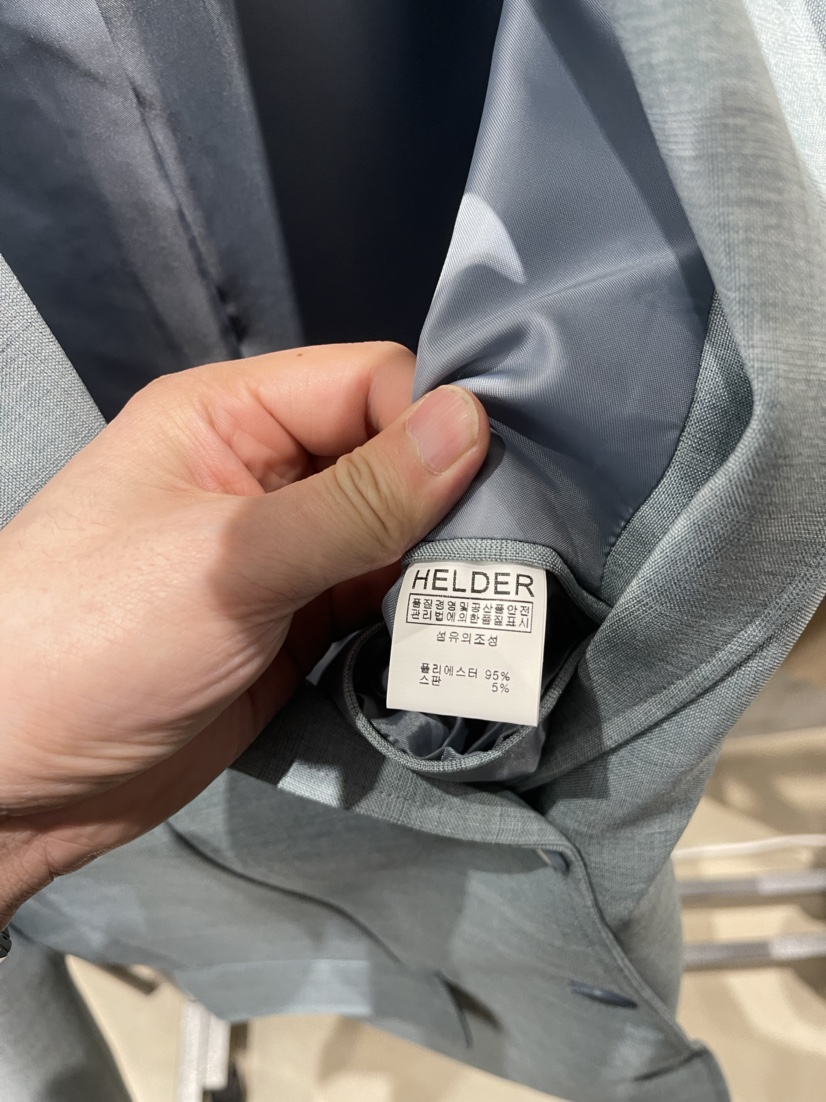 HELDER
품질경영및공산품안전
관리법에의한품질표시
섬유의조성
폴리에스터 95%
스판 5%